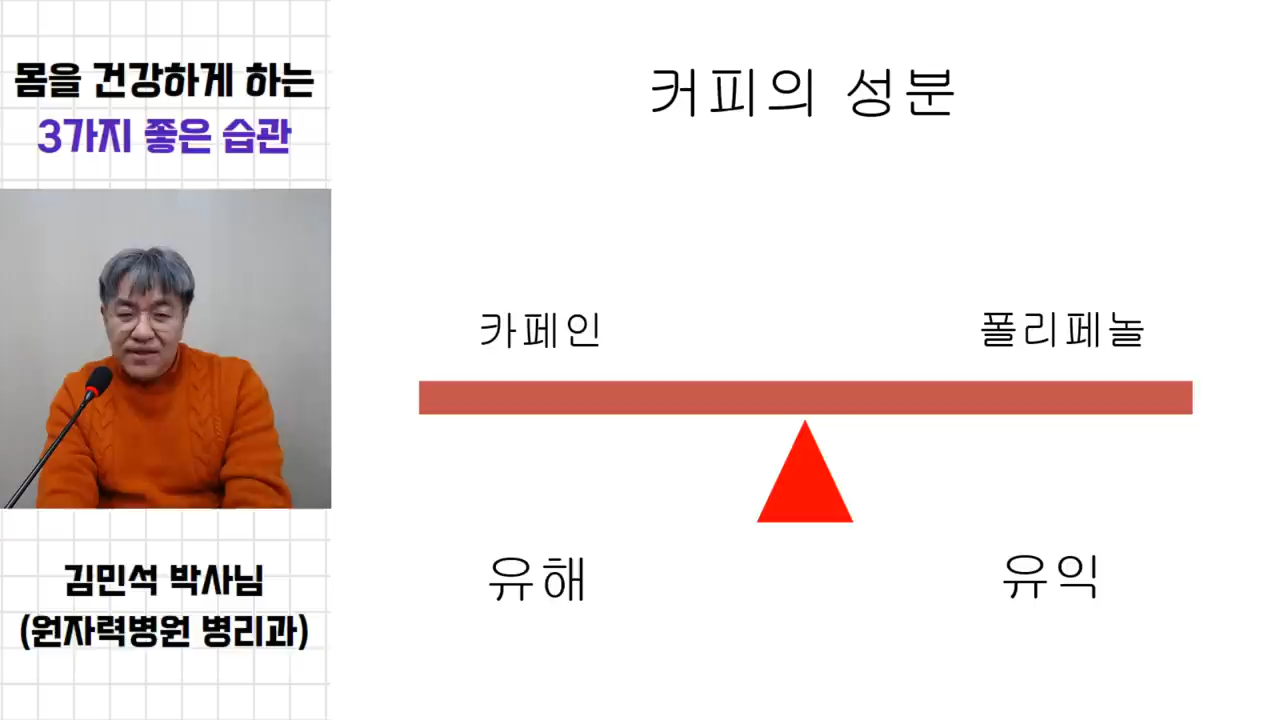 몸을 건강하게 하는
3가지 좋은 습관
김민석 박사님
(원자력병원 병리과)
커피의 성분
카페인
폴리페놀
유해
유익